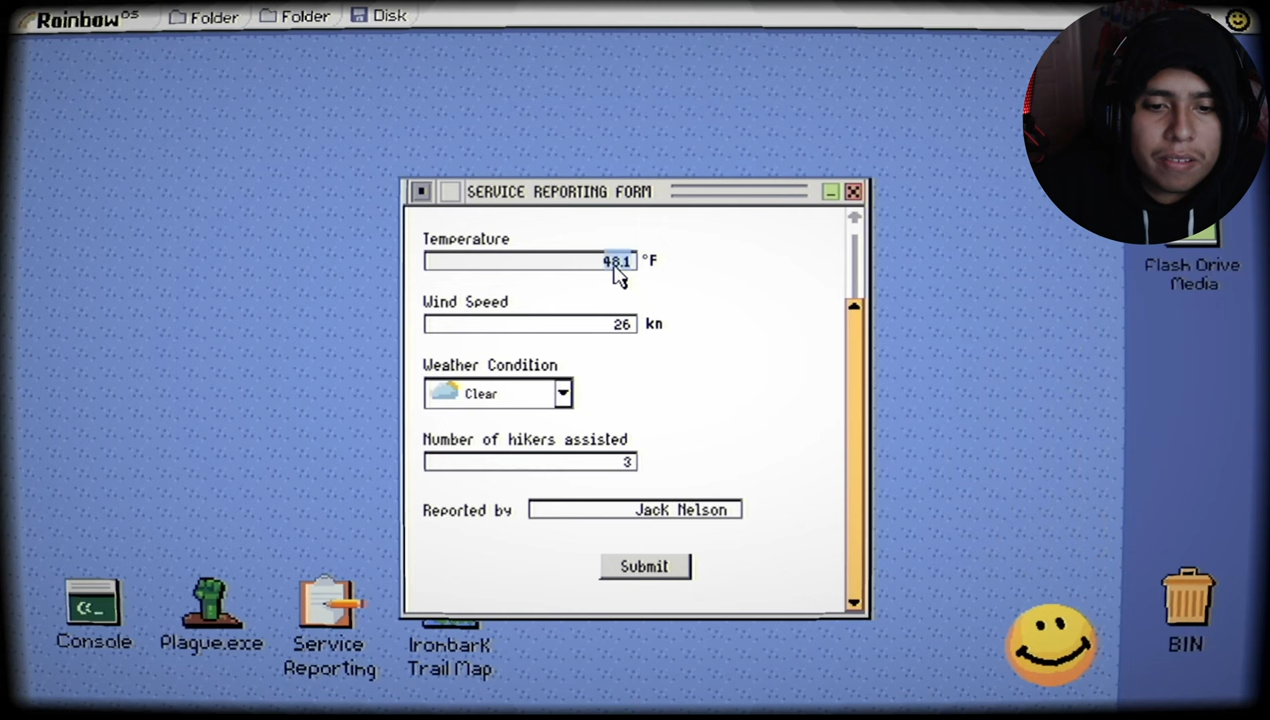 RainbowOS Folder Folder Disk
SERVICE REPORTING FORM
Temperature
48.1 °F
Wind Speed
26 kn
Weather Condition
Clear
Number of hikers assisted
3
Reported by Jack Nelson
Submit
Flash Drive
Media
Console
Plague.exe
Service
Reporting
Ironbark
Trail Map
BIN